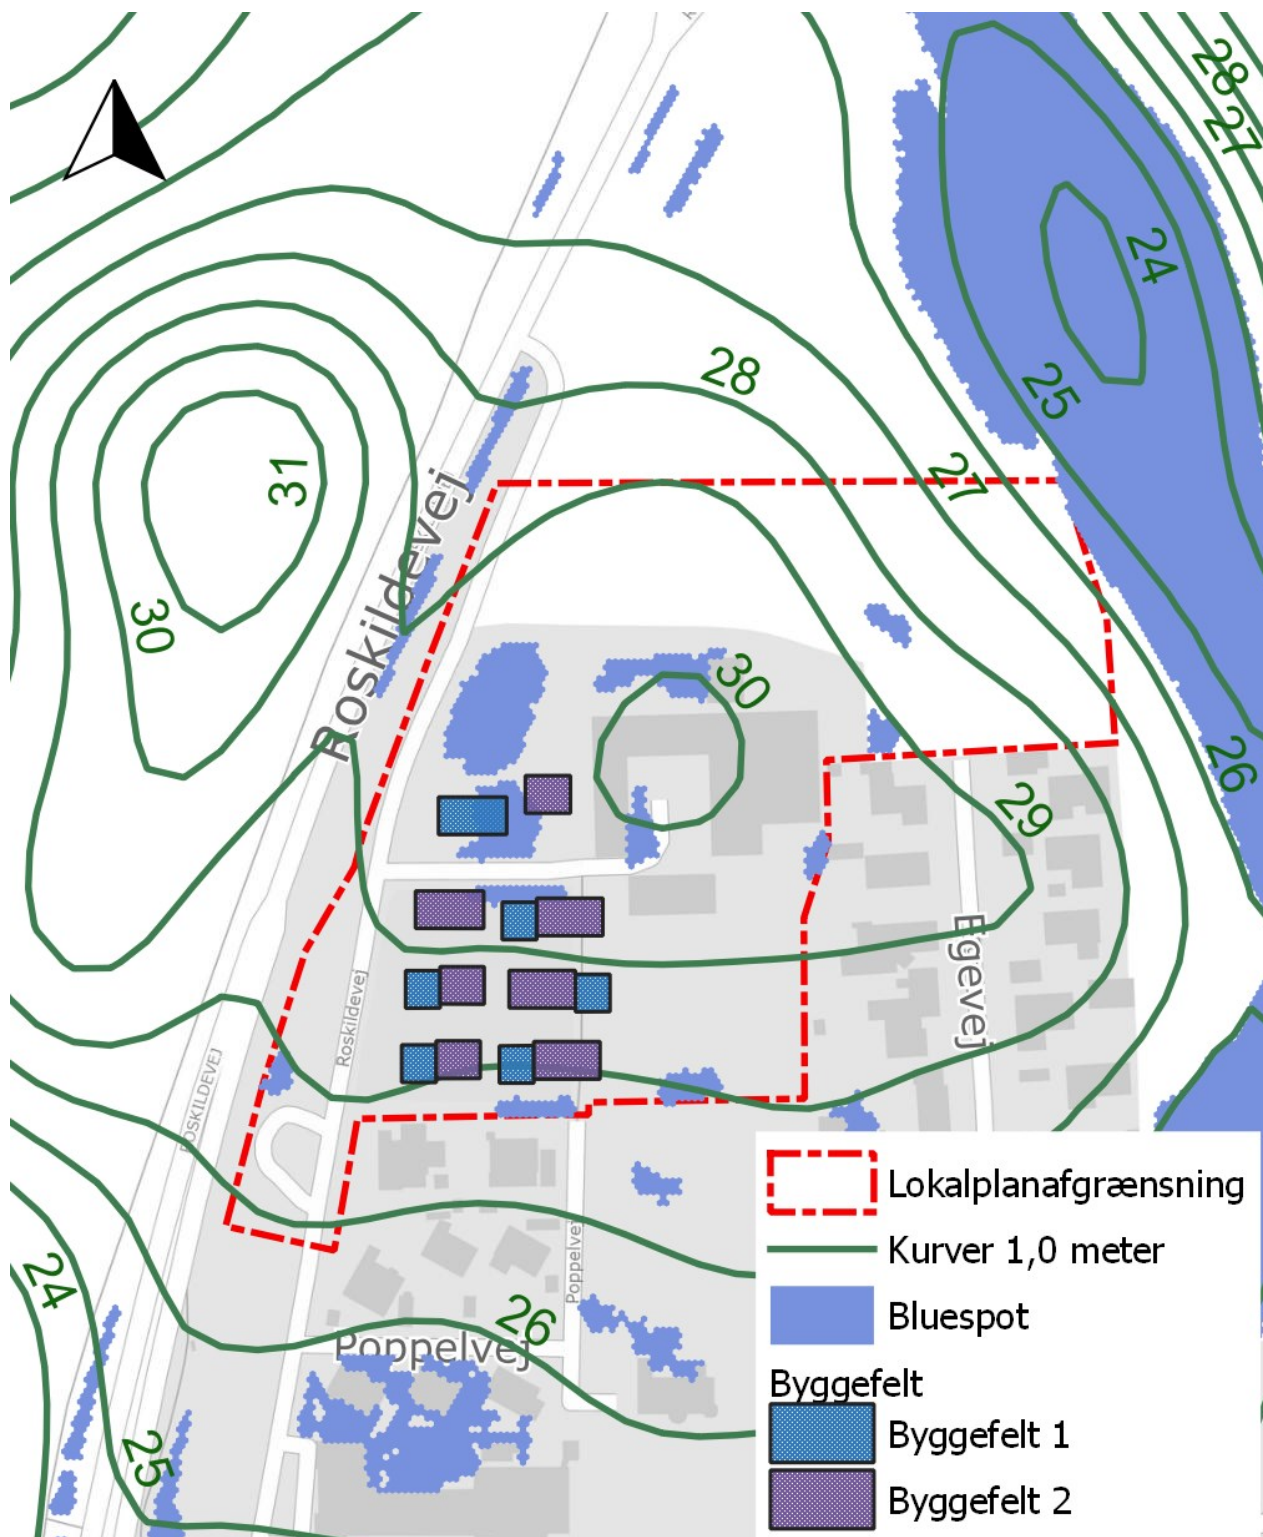 28
27
24
28
25
27
31
Roskildevej
30
30
29
26
Egevej
Roskildevej
ROSKILDEVEJ
Lokalplanafgrænsning
Kurver 1,0 meter
Poppelvej
24
26
Bluespot
Poppelvej
Byggefelt
Byggefelt 1
25
Byggefelt 2